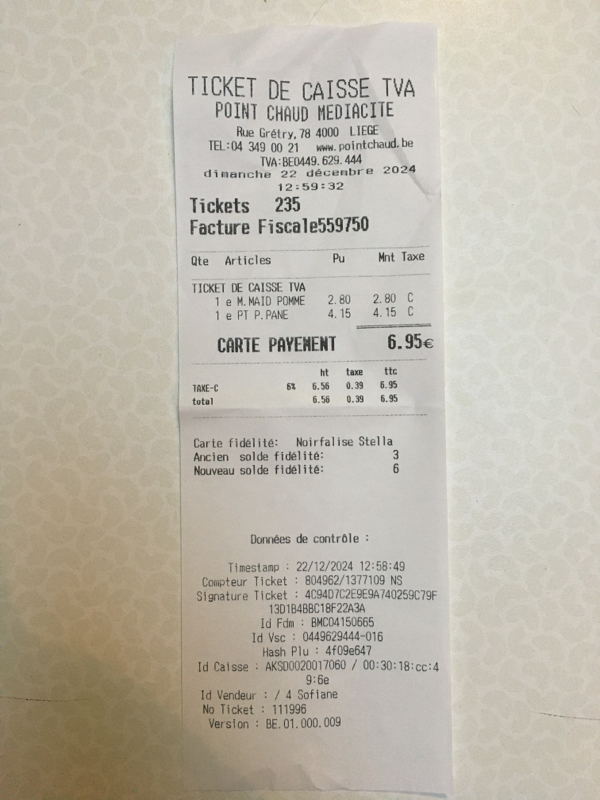 TICKET DE CAISSE TVA
POINT CHAUD MEDIACITE
Rue Grétry, 78 4000 LIEGE
TEL:04 349 00 21 www.pointchaud.be
TVA:BE0449.629.444
dimanche 22 décembre 2024
12:59:32
Tickets 235
Facture Fiscale559750
Qte Articles Pu Mnt Taxe
TICKET DE CAISSE TVA
1 e M.MAID POMME 2.80 2.80 C
1 e PT P.PANE 4.15 4.15 C
CARTE PAYEMENT 6.95€
ht taxe ttc
TAXE-C 6% 6.56 0.39 6.95
total 6.56 0.39 6.95
Carte fidélité: Noirfalise Stella
Ancien solde fidélité: 3
Nouveau solde fidélité: 6
Données de contrôle :
Timestamp : 22/12/2024 12:58:49
Compteur Ticket : 804962/1377109 NS
Signature Ticket : 4C94D7C2E9E9A740259C79F
13D1B4BBC18F22A3A
Id Fdm : BMC04150665
Id Vsc : 0449629444-016
Hash Plu : 4f09e647
Id Caisse : AKSD0020017060 / 00:30:18:cc:4
9:6e
Id Vendeur : / 4 Sofiane
No Ticket : 111996
Version : BE.01.000.009